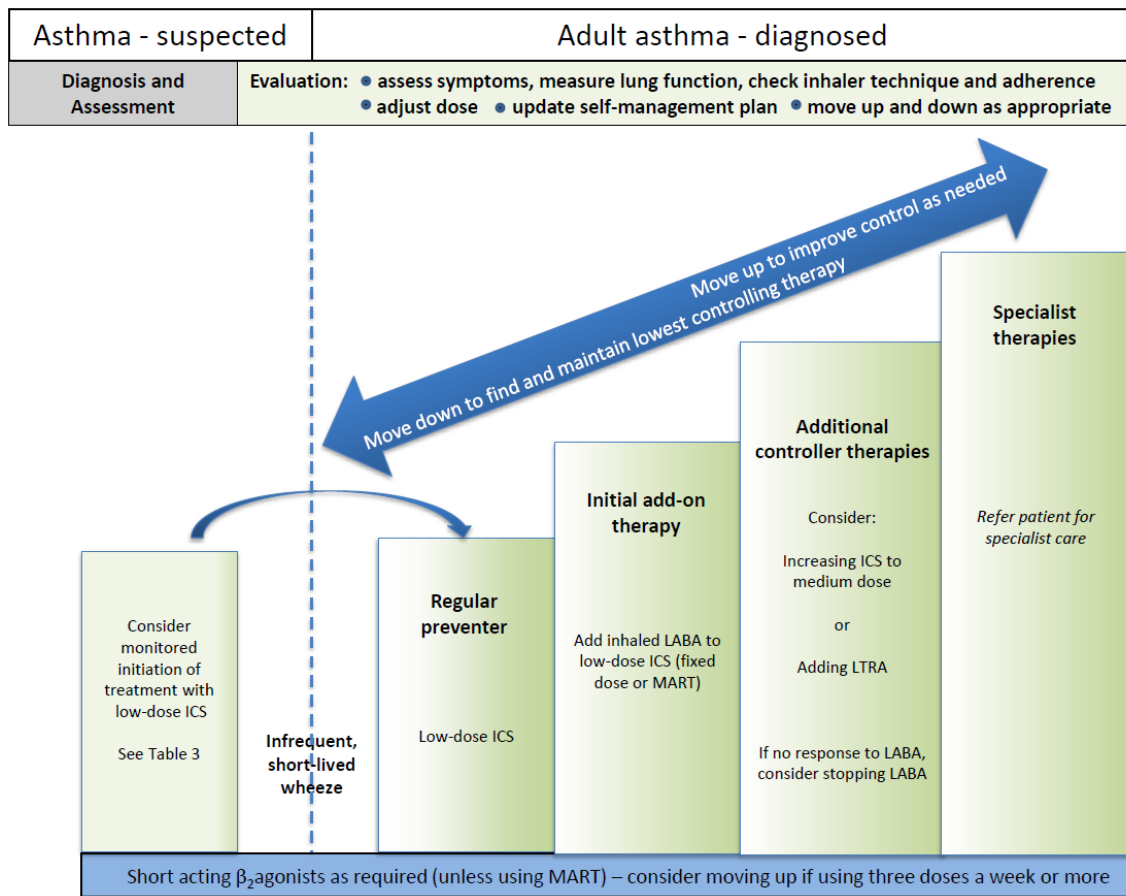 Asthma - suspected
Adult asthma - diagnosed
Diagnosis and
Assessment
Evaluation: • assess symptoms, measure lung function, check inhaler technique and adherence
• adjust dose • update self-management plan • move up and down as appropriate
Move up to improve control as needed
Move down to find and maintain lowest controlling therapy
Consider
monitored
initiation of
treatment with
low-dose ICS
See Table 3
Infrequent,
short-lived
wheeze
Regular
preventer
Low-dose ICS
Initial add-on
therapy
Add inhaled LABA to
low-dose ICS (fixed
dose or MART)
Additional
controller therapies
Consider:
Increasing ICS to
medium dose
or
Adding LTRA
If no response to LABA,
consider stopping LABA
Specialist
therapies
Refer patient for
specialist care
Short acting β₂agonists as required (unless using MART) – consider moving up if using three doses a week or more